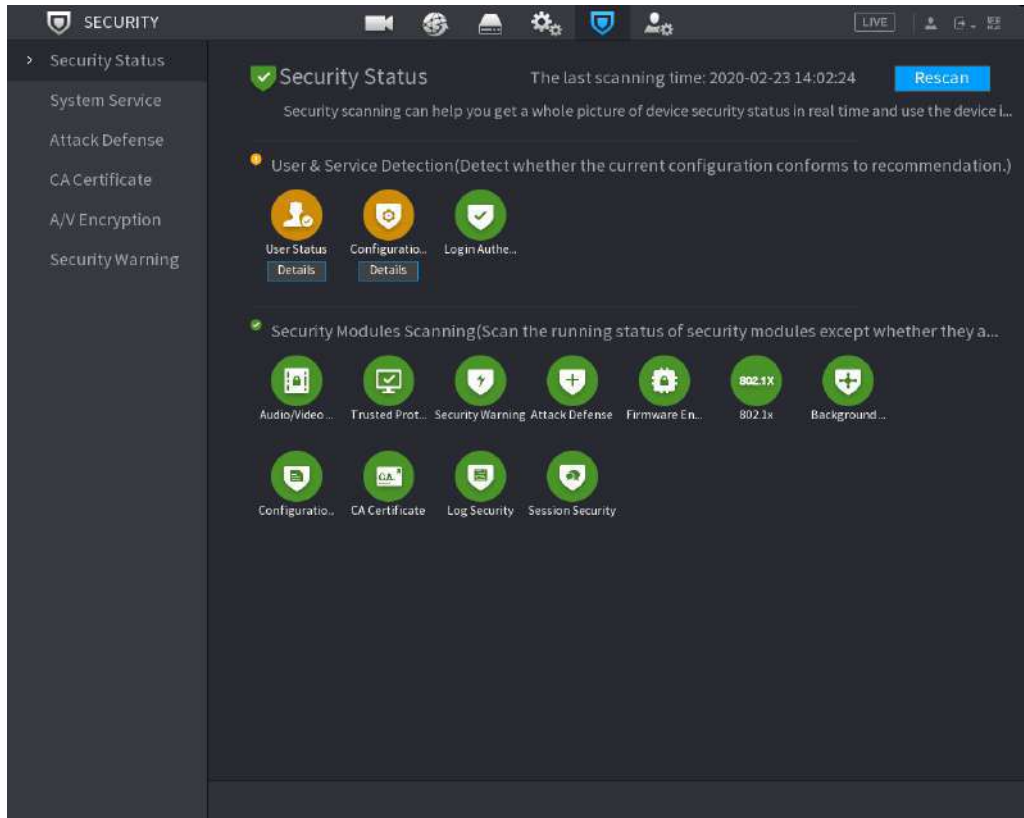 SECURITY
LIVE
Security Status
System Service
Attack Defense
CA Certificate
A/V Encryption
Security Warning
Security Status
The last scanning time: 2020-02-23 14:02:24
Rescan
Security scanning can help you get a whole picture of device security status in real time and use the device i...
User & Service Detection(Detect whether the current configuration conforms to recommendation.)
User Status Configuratio... Login Authe...
Details Details
Security Modules Scanning(Scan the running status of security modules except whether they a...
802.1X
Audio/Video ... Trusted Prot... Security Warning Attack Defense Firmware En... 802.1x Background...
CA
Configuratio... CA Certificate Log Security Session Security